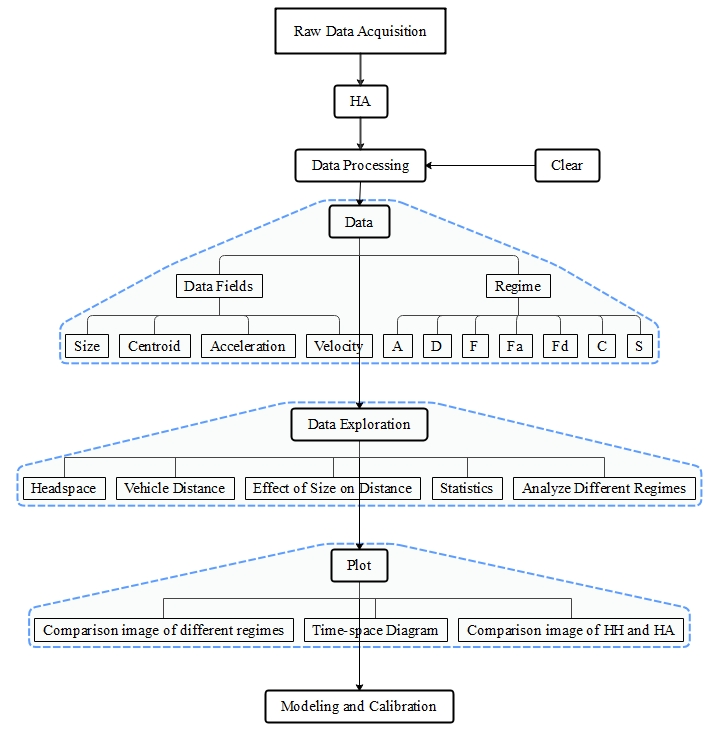 Raw Data Acquisition
HA
Data Processing
Clear
Data
Data Fields
Regime
Size
Centroid
Acceleration
Velocity
A
D
F
Fa
Fd
C
S
Data Exploration
Headspace
Vehicle Distance
Effect of Size on Distance
Statistics
Analyze Different Regimes
Plot
Comparison image of different regimes
Time-space Diagram
Comparison image of HH and HA
Modeling and Calibration